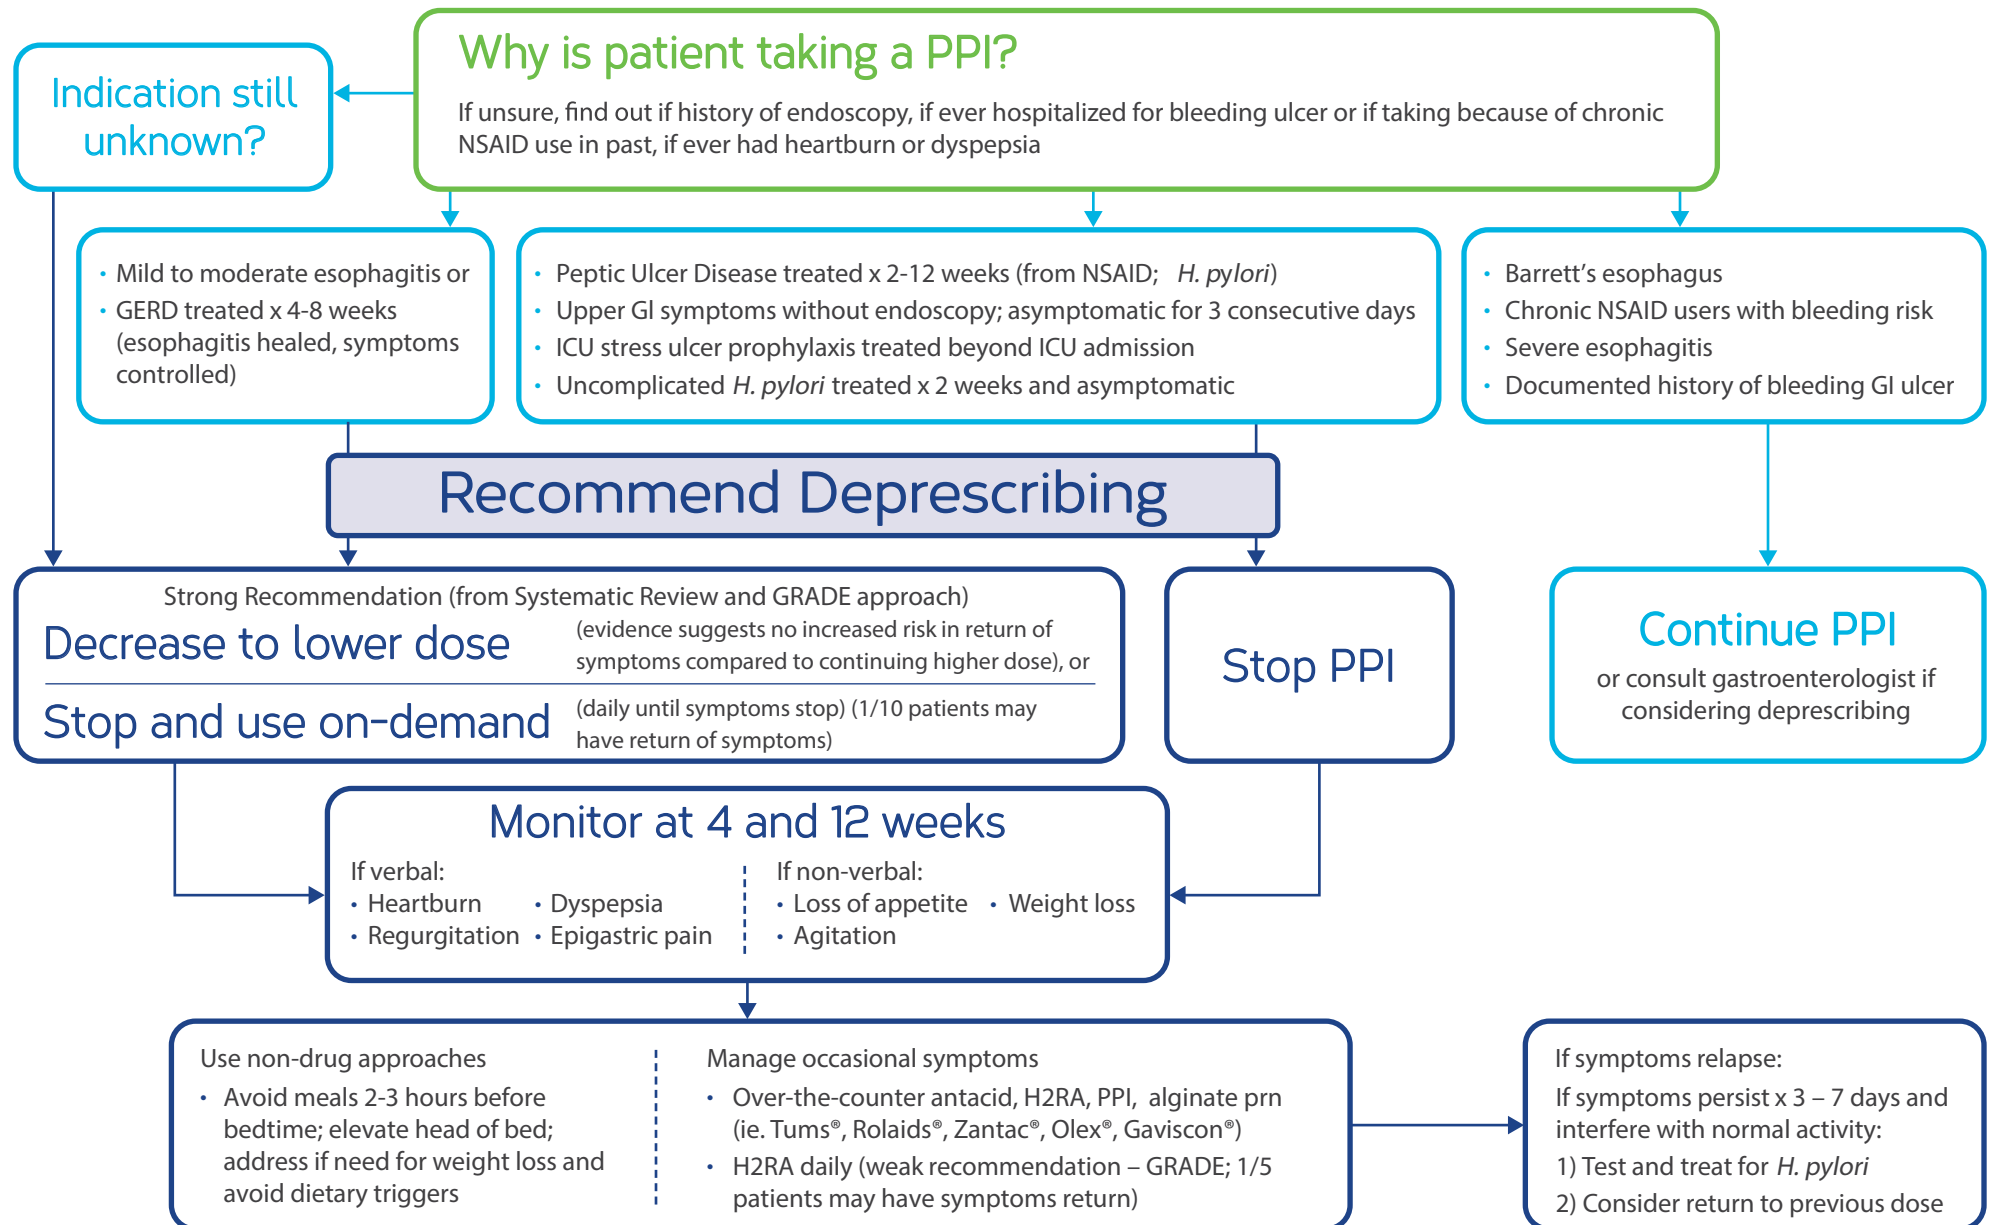 Why is patient taking a PPI?
If unsure, find out if history of endoscopy, if ever hospitalized for bleeding ulcer or if taking because of chronic
NSAID use in past, if ever had heartburn or dyspepsia
Indication still
unknown?
• Mild to moderate esophagitis or
• GERD treated x 4-8 weeks
(esophagitis healed, symptoms
controlled)
• Peptic Ulcer Disease treated x 2-12 weeks (from NSAID; H. pylori)
• Upper GI symptoms without endoscopy; asymptomatic for 3 consecutive days
• ICU stress ulcer prophylaxis treated beyond ICU admission
• Uncomplicated H. pylori treated x 2 weeks and asymptomatic
• Barrett’s esophagus
• Chronic NSAID users with bleeding risk
• Severe esophagitis
• Documented history of bleeding GI ulcer
Recommend Deprescribing
Strong Recommendation (from Systematic Review and GRADE approach)
Decrease to lower dose
(evidence suggests no increased risk in return of
symptoms compared to continuing higher dose), or
Stop and use on-demand
(daily until symptoms stop) (1/10 patients may
have return of symptoms)
Stop PPI
Continue PPI
or consult gastroenterologist if
considering deprescribing
Monitor at 4 and 12 weeks
If verbal:
• Heartburn • Dyspepsia
• Regurgitation • Epigastric pain
If non-verbal:
• Loss of appetite • Weight loss
• Agitation
Use non-drug approaches
• Avoid meals 2-3 hours before
bedtime; elevate head of bed;
address if need for weight loss and
avoid dietary triggers
Manage occasional symptoms
• Over-the-counter antacid, H2RA, PPI, alginate prn
(ie. Tums®, Rolaids®, Zantac®, Olex®, Gaviscon®)
• H2RA daily (weak recommendation – GRADE; 1/5
patients may have symptoms return)
If symptoms relapse:
If symptoms persist x 3 – 7 days and
interfere with normal activity:
1) Test and treat for H. pylori
2) Consider return to previous dose